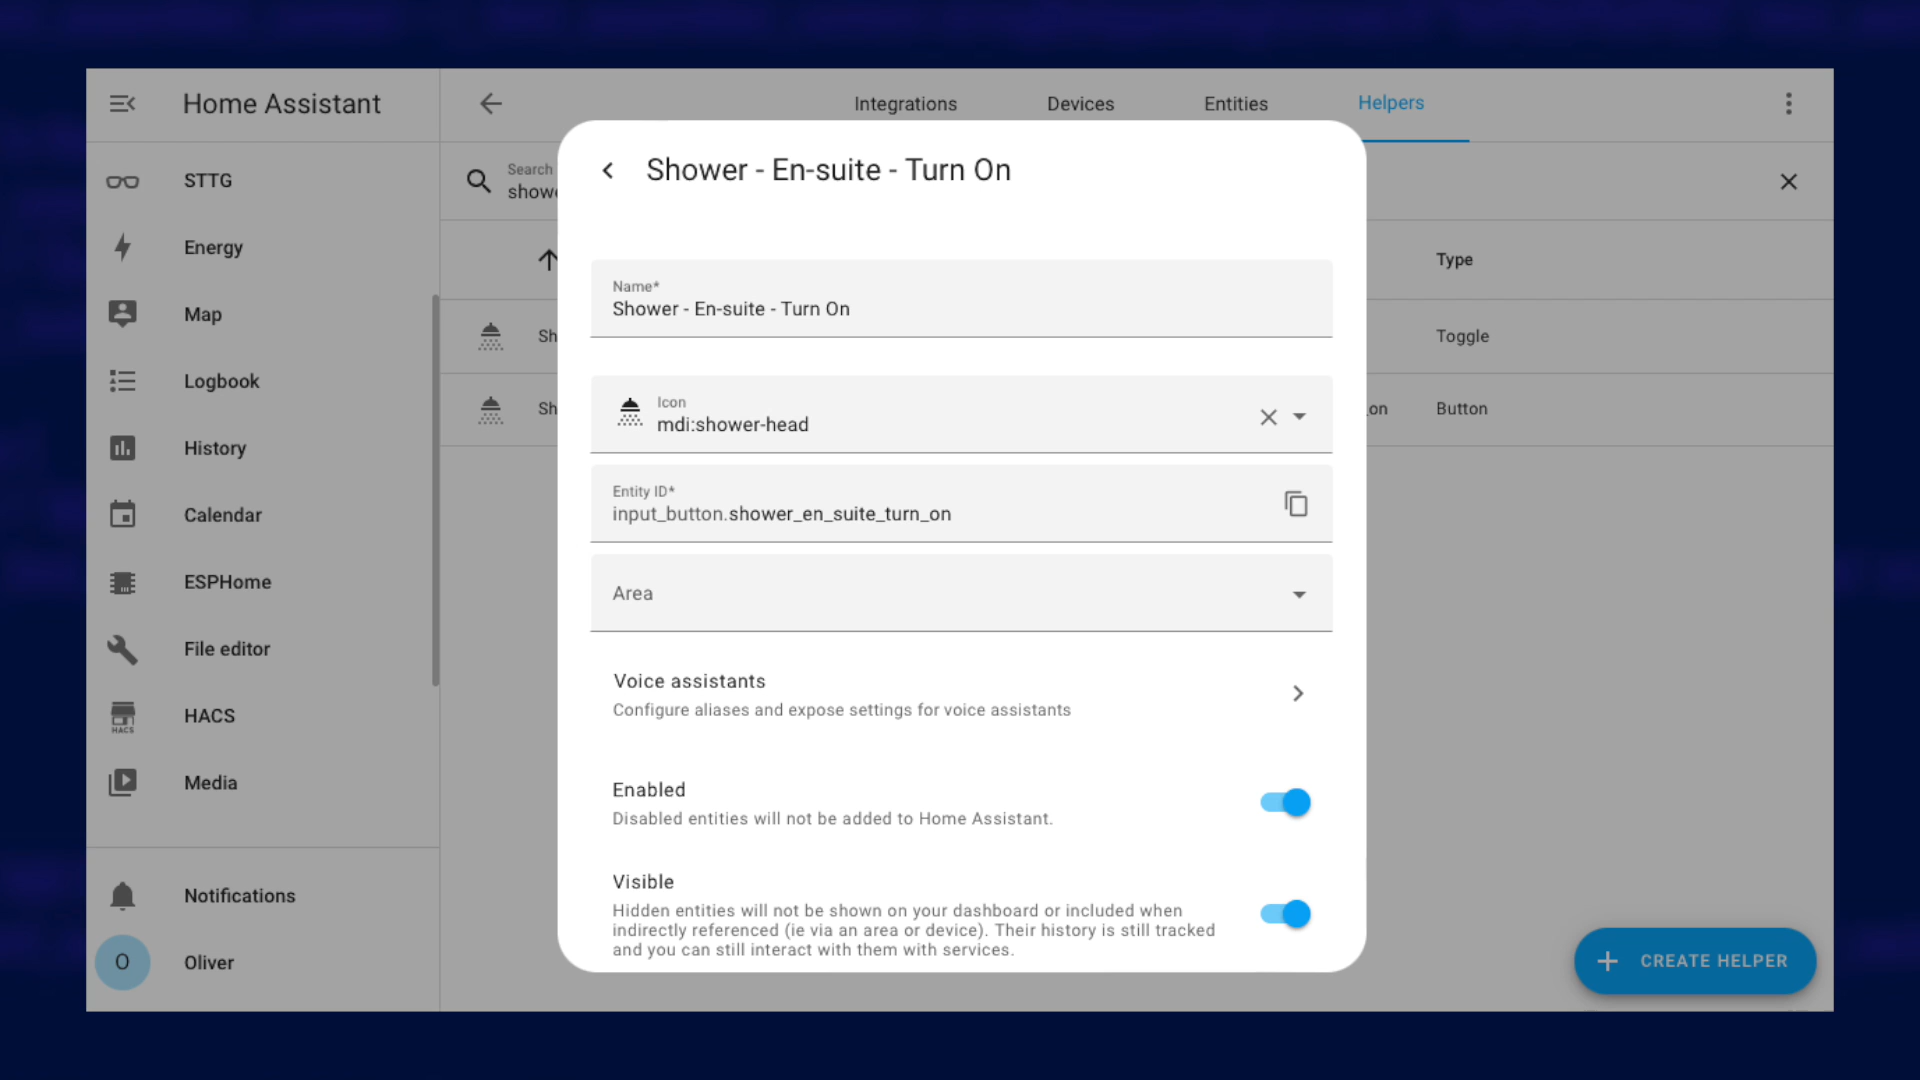 Home Assistant
Integrations
Devices
Entities
Helpers
STTG
Energy
Map
Logbook
History
Calendar
ESPHome
File editor
HACS
HACS
Media
Notifications
O
Oliver
Search
showe
Type
Sh
Toggle
Sh
_on
Button
Shower - En-suite - Turn On
Name*
Shower - En-suite - Turn On
Icon
mdi:shower-head
Entity ID*
input_button.shower_en_suite_turn_on
Area
Voice assistants
Configure aliases and expose settings for voice assistants
Enabled
Disabled entities will not be added to Home Assistant.
Visible
Hidden entities will not be shown on your dashboard or included when
indirectly referenced (ie via an area or device). Their history is still tracked
and you can still interact with them with services.
CREATE HELPER